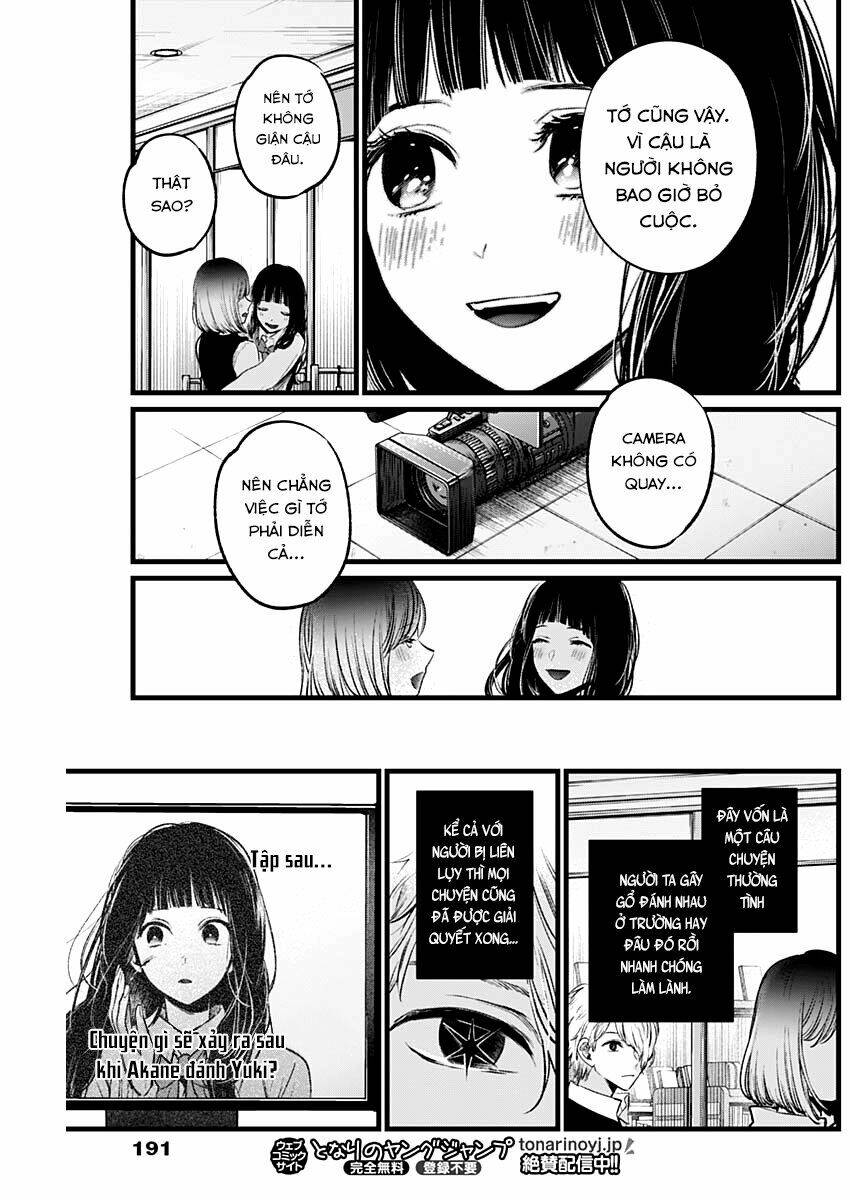 TỚ CŨNG VẬY.
VÌ CẬU LÀ
NGƯỜI KHÔNG
BAO GIỜ BỎ
CUỘC.
NÊN TỚ
KHÔNG
GIẬN CẬU
ĐÂU.
THẬT
SAO?
CAMERA
KHÔNG CÓ
QUAY...
NÊN CHẲNG
VIỆC GÌ TỚ
PHẢI DIỄN
CẢ...
ĐÂY VỐN LÀ
MỘT CÂU
CHUYỆN
THƯỜNG
TÌNH
NGƯỜI TA GÂY
GỔ ĐÁNH NHAU
Ở TRƯỜNG HAY
ĐÂU ĐÓ RỒI
NHANH CHÓNG
LÀM LÀNH.
KỂ CẢ VỚI
NGƯỜI BỊ LIÊN
LỤY THÌ MỌI
CHUYỆN CŨNG
ĐÃ ĐƯỢC GIẢI
QUYẾT XONG...
Tập sau...
Chuyện gì sẽ xảy ra sau
khi Akane đánh Yuki?
191
ウェブ
コミック
サイト
となりのヤングジャンプ
完全無料 登録不要
tonarinoyj.jp
絶賛配信中!!